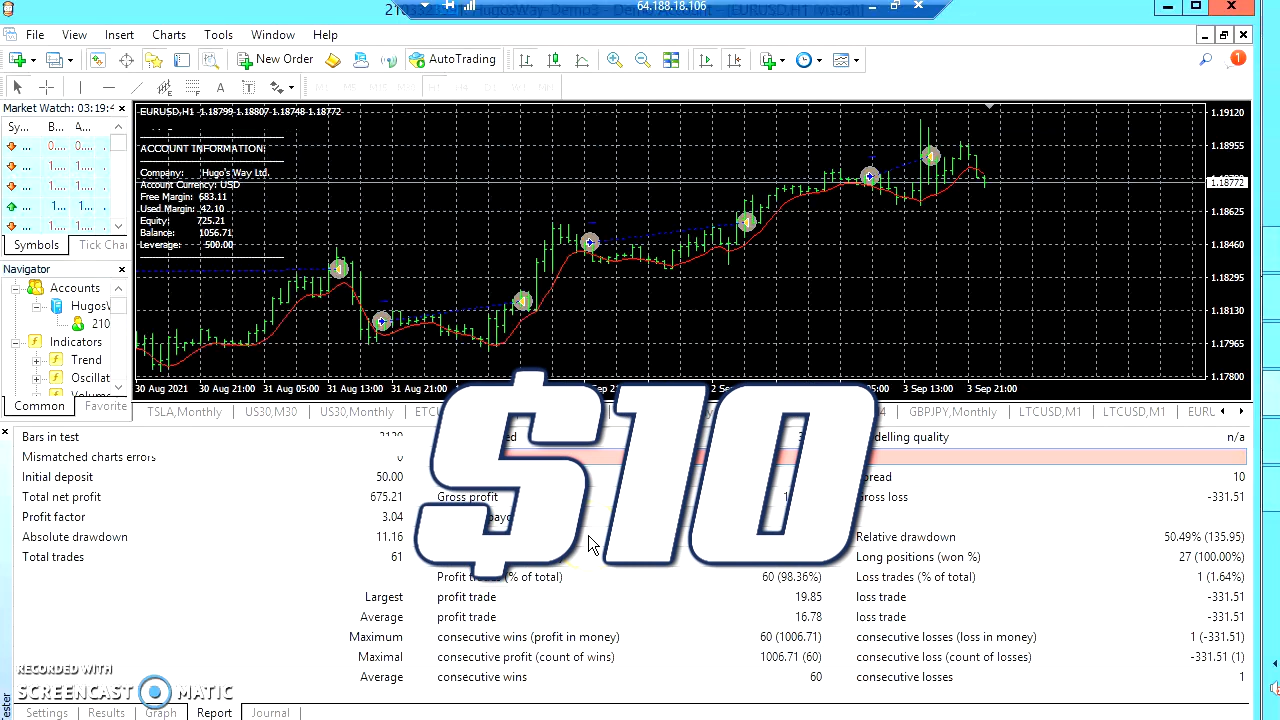 64.188.18.106
File View Insert Charts Tools Window Help
New Order AutoTrading 1
Market Watch: 03:19:4
Sy... B... A...
Symbols Tick Char
Navigator
Accounts
HugosW
210
Indicators
Trend
Oscillat
Common Favorite
EURUSD,H1 1.18799 1.18807 1.18748 1.18772
ACCOUNT INFORMATION:
Company: Hugo's Way Ltd.
Account Currency: USD
Free Margin: 683.11
Used Margin: 42.10
Equity: 725.21
Balance: 1056.71
Leverage: 500.00
1.19120
1.18955
1.18772
1.18625
1.18460
1.18295
1.18130
1.17965
1.17800
30 Aug 2021 30 Aug 21:00 31 Aug 05:00 31 Aug 13:00 31 Aug 21:00 3 Sep 13:00 3 Sep 21:00
TSLA,Monthly US30,M30 US30,Monthly ETCU GBPJPY,Monthly LTCUSD,M1 LTCUSD,M1 EURU
$10
Bars in test n/a
Mismatched charts errors
Initial deposit 50.00 10
Total net profit 675.21 Gross profit Gross loss -331.51
Profit factor 3.04
Absolute drawdown 11.16 Relative drawdown 50.49% (135.95)
Total trades 61 Long positions (won %) 27 (100.00%)
Profit trades (% of total) 60 (98.36%) Loss trades (% of total) 1 (1.64%)
Largest profit trade 19.85 loss trade -331.51
Average profit trade 16.78 loss trade -331.51
Maximum consecutive wins (profit in money) 60 (1006.71) consecutive losses (loss in money) 1 (-331.51)
Maximal consecutive profit (count of wins) 1006.71 (60) consecutive loss (count of losses) -331.51 (1)
Average consecutive wins 60 consecutive losses 1
RECORDED WITH
SCREENCAST MATIC
Settings Results Graph Report Journal